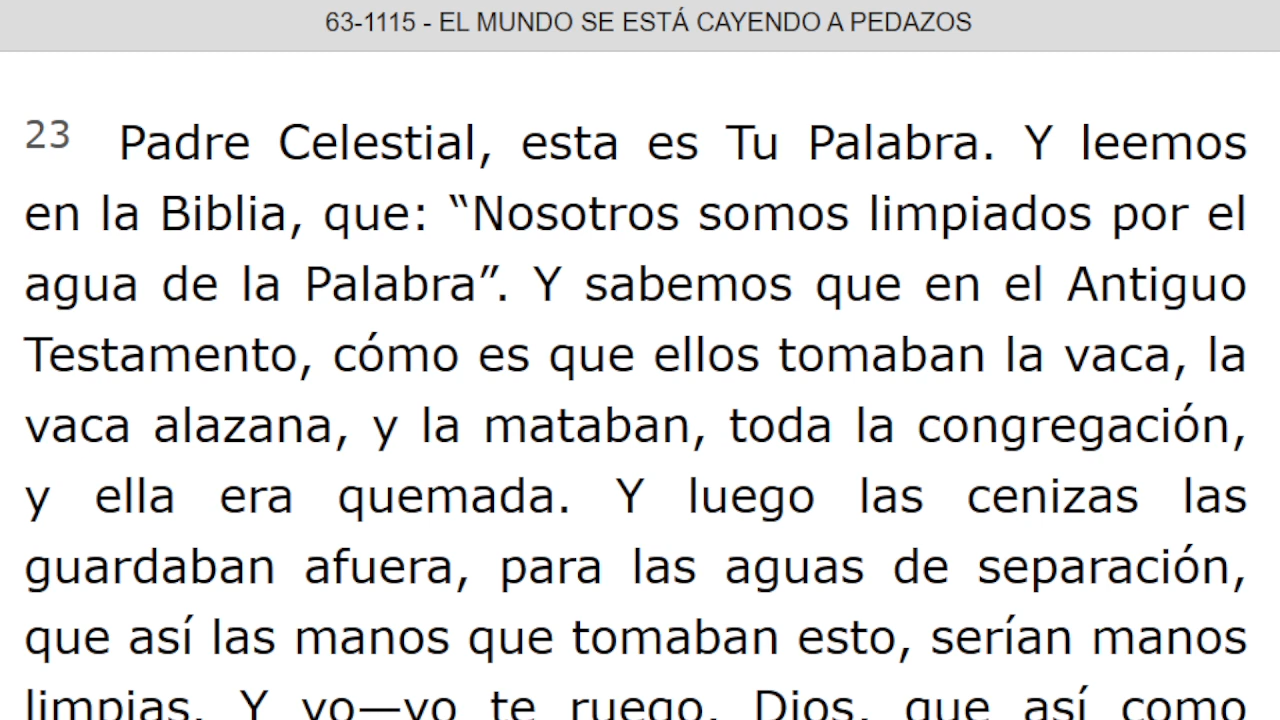 63-1115 - EL MUNDO SE ESTÁ CAYENDO A PEDAZOS
23 Padre Celestial, esta es Tu Palabra. Y leemos
en la Biblia, que: “Nosotros somos limpiados por el
agua de la Palabra”. Y sabemos que en el Antiguo
Testamento, cómo es que ellos tomaban la vaca, la
vaca alazana, y la mataban, toda la congregación,
y ella era quemada. Y luego las cenizas las
guardaban afuera, para las aguas de separación,
que así las manos que tomaban esto, serían manos
limpias. Y yo—yo te ruego, Dios, que así como